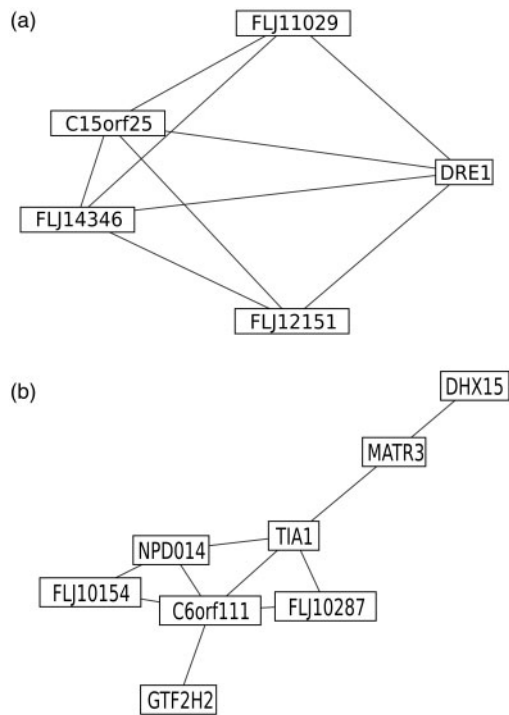 (a)
FLJ11029
C15orf25
DRE1
FLJ14346
FLJ12151
(b)
DHX15
MATR3
TIA1
NPD014
FLJ10154
C6orf111
FLJ10287
GTF2H2